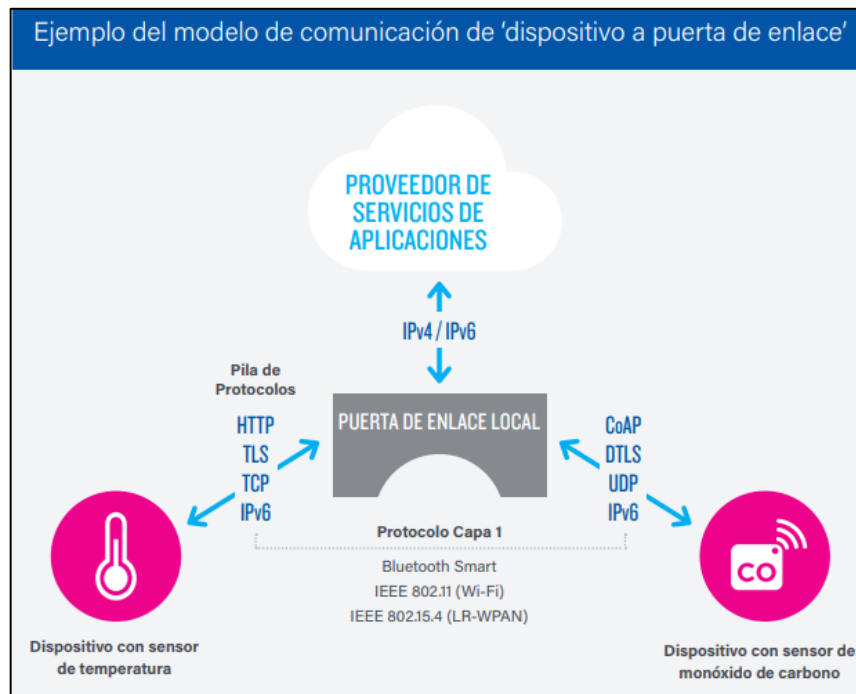 Ejemplo del modelo de comunicación de ‘dispositivo a puerta de enlace’
PROVEEDOR DE
SERVICIOS DE
APLICACIONES
IPv4 / IPv6
Pila de
Protocolos
HTTP
TLS
TCP
IPv6
PUERTA DE ENLACE LOCAL
CoAP
DTLS
UDP
IPv6
Protocolo Capa 1
Bluetooth Smart
IEEE 802.11 (Wi-Fi)
IEEE 802.15.4 (LR-WPAN)
Dispositivo con sensor
de temperatura
CO
Dispositivo con sensor de
monóxido de carbono